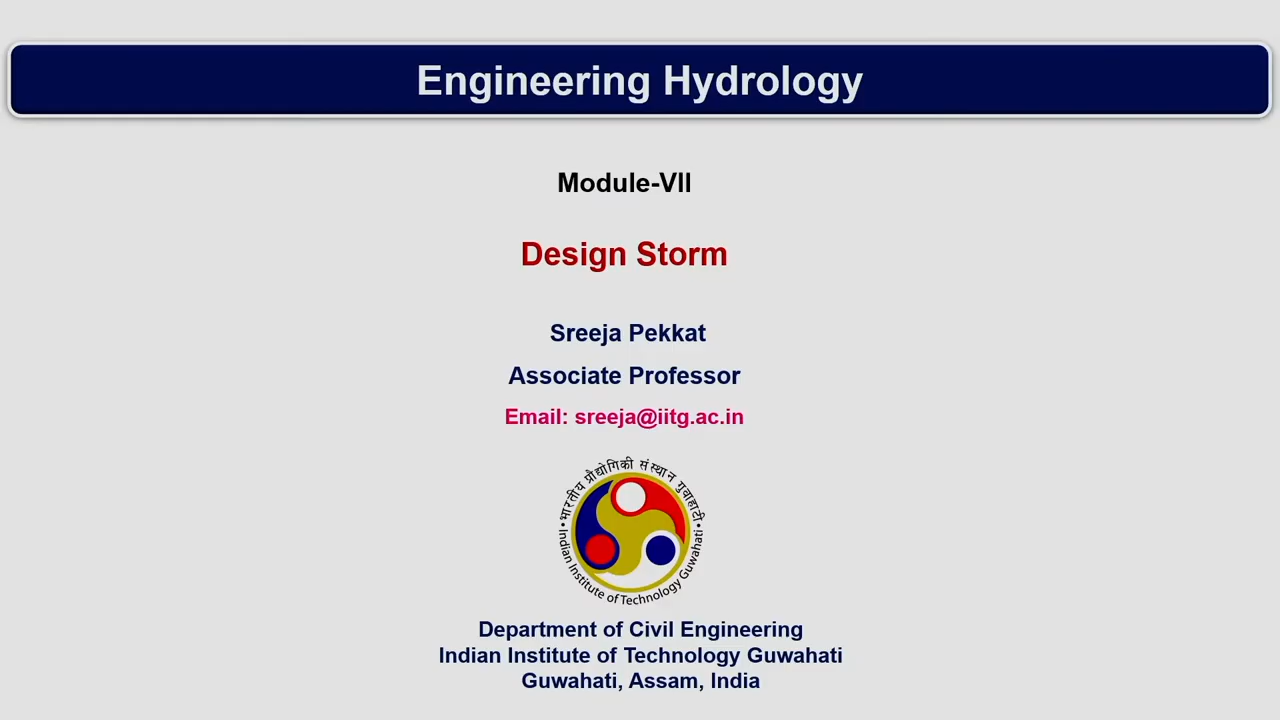 Engineering Hydrology
Module-VII
Design Storm
Sreeja Pekkat
Associate Professor
Email: sreeja@iitg.ac.in
भारतीय प्रौद्योगिकी संस्थान गुवाहाटी
Indian Institute of Technology Guwahati
Department of Civil Engineering
Indian Institute of Technology Guwahati
Guwahati, Assam, India